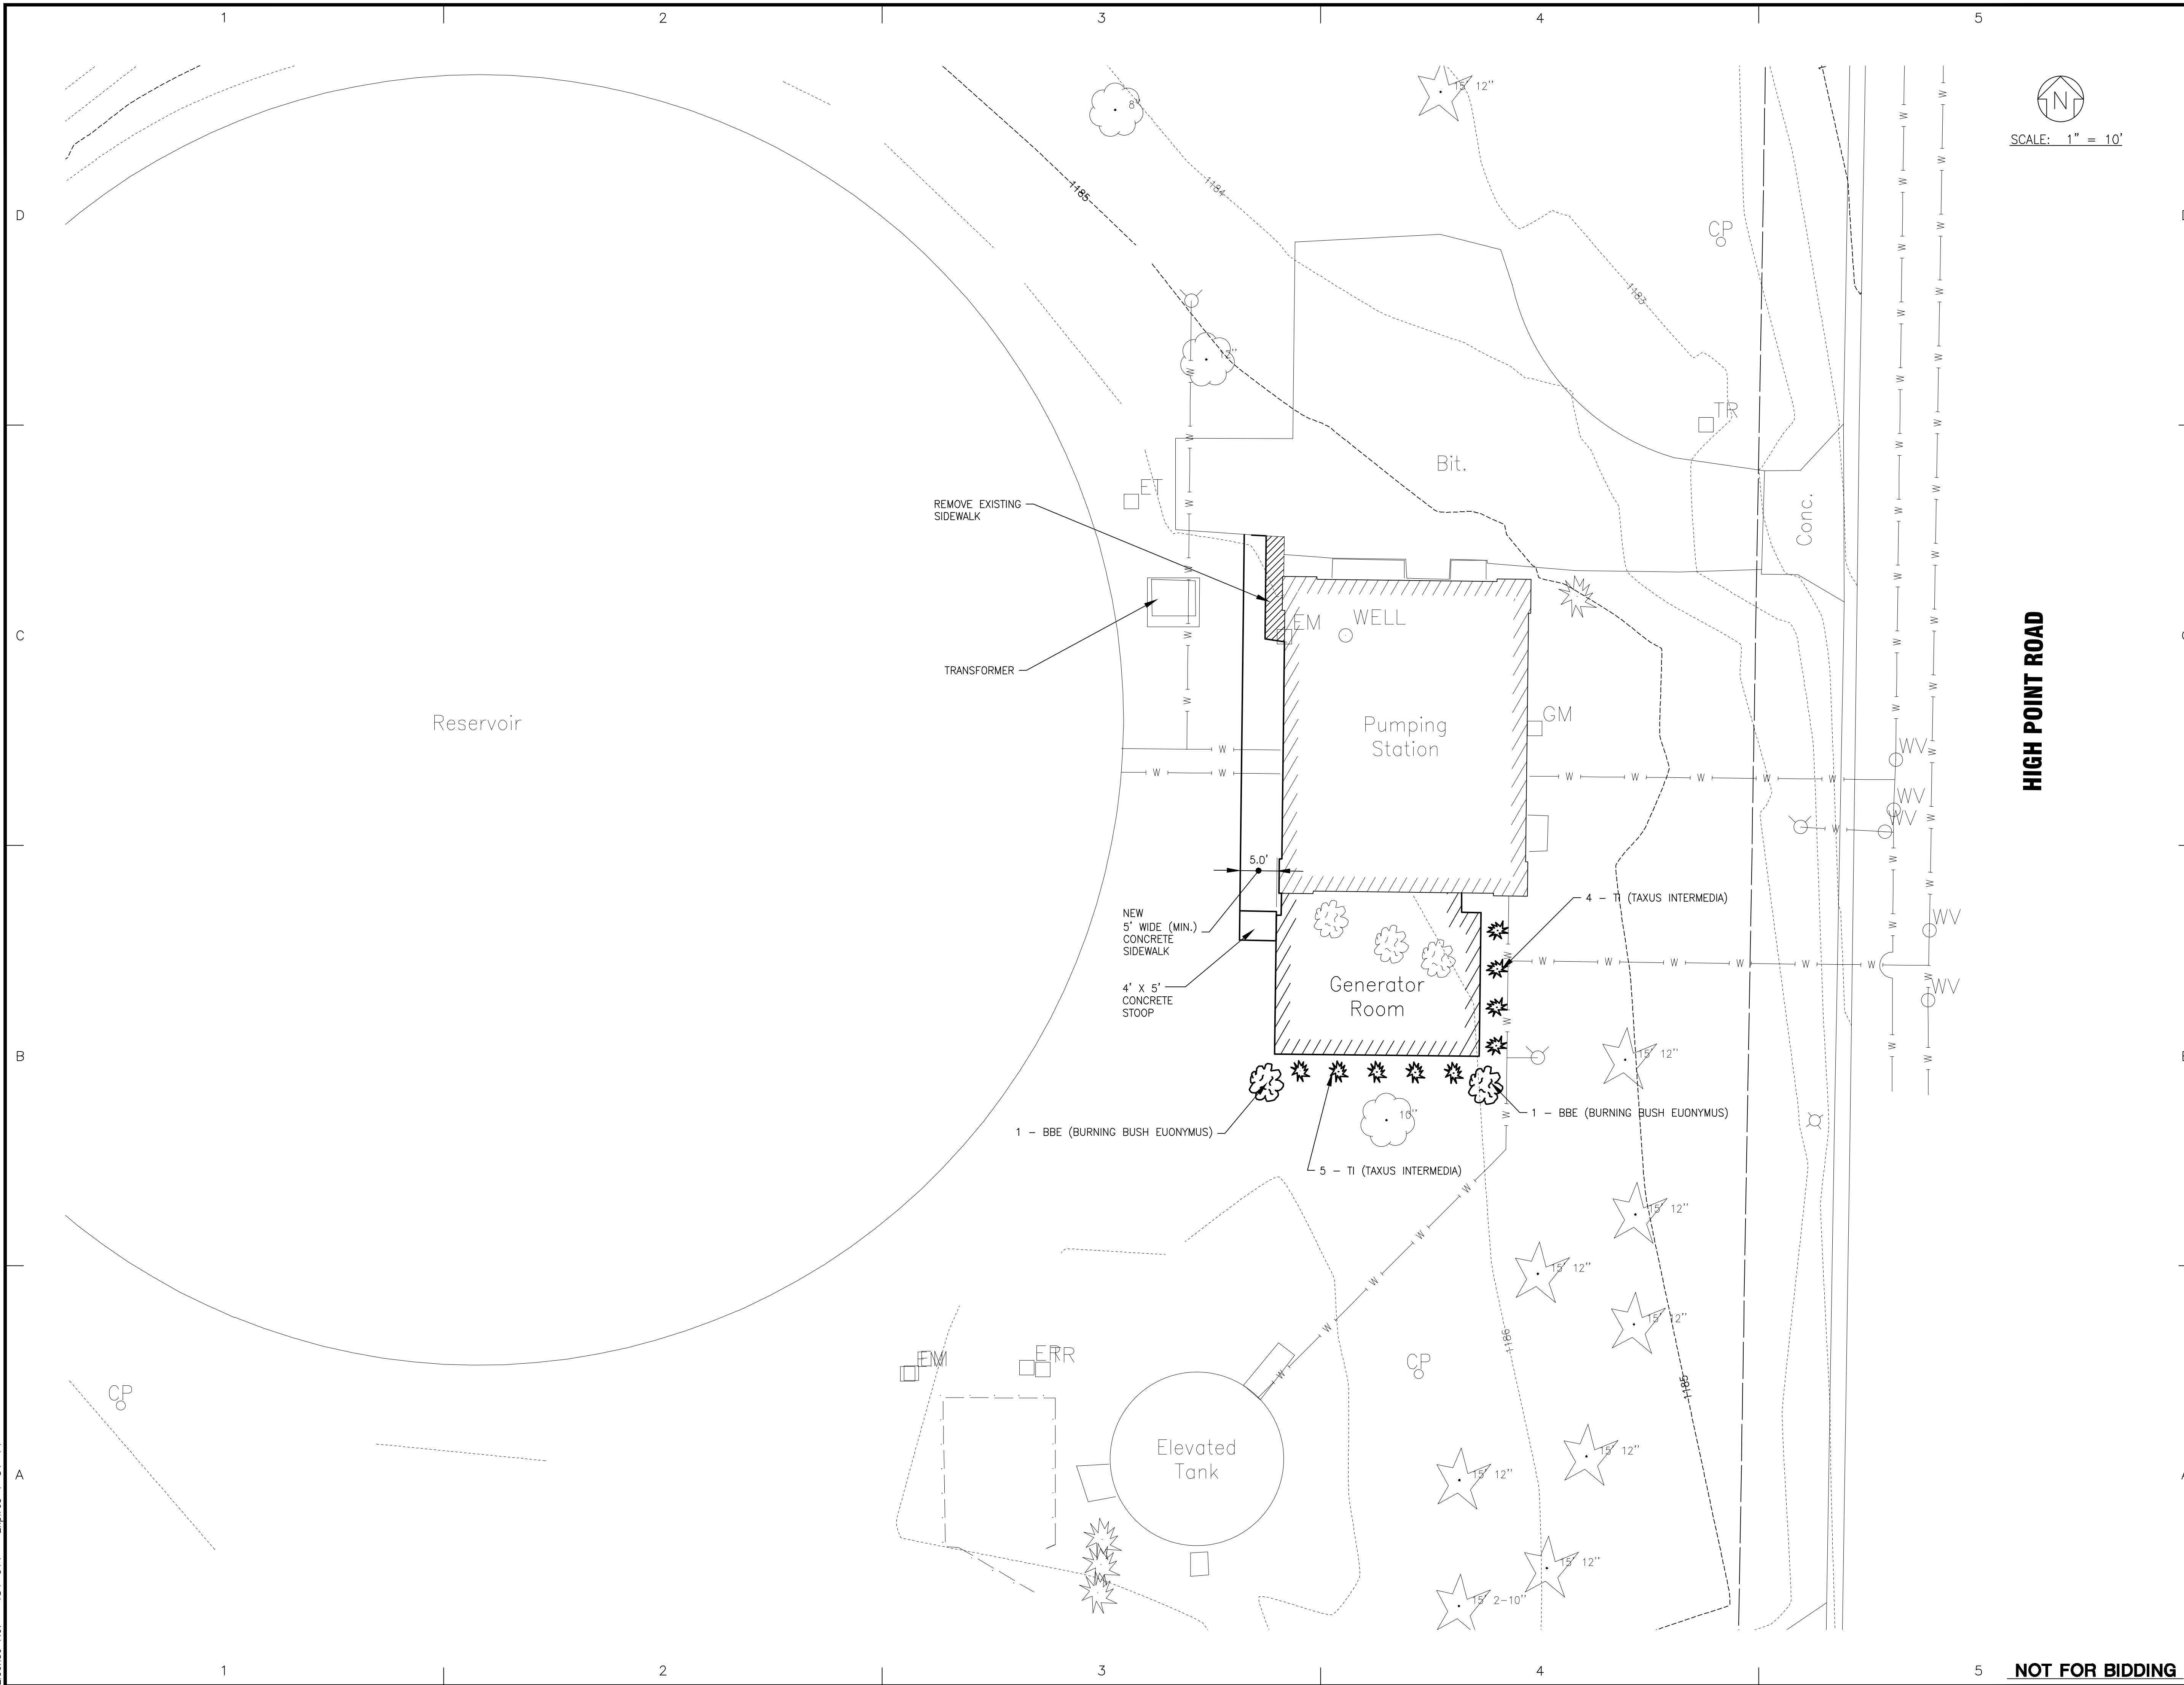 1 2 3 4 5
8"
15' 12"
N
SCALE: 1" = 10'
1185
1184
D
CP
1183
12"
TR
Bit.
ET
REMOVE EXISTING
SIDEWALK
Conc.
HIGH POINT ROAD
C
EM
WELL
TRANSFORMER
Reservoir
Pumping
Station
GM
W
WV
WV
WV
5.0'
4 – TI (TAXUS INTERMEDIA)
NEW
5' WIDE (MIN.)
CONCRETE
SIDEWALK
WV
4' X 5'
CONCRETE
STOOP
Generator
Room
WV
B
15' 12"
10"
1 – BBE (BURNING BUSH EUONYMUS)
1 – BBE (BURNING BUSH EUONYMUS)
5 – TI (TAXUS INTERMEDIA)
15' 12"
15' 12"
15' 12"
1186
EM
CP
CP
1185
Elevated
Tank
15' 12"
15' 12"
A
15' 12"
15' 2-10"
1 2 3 4 5
NOT FOR BIDDING